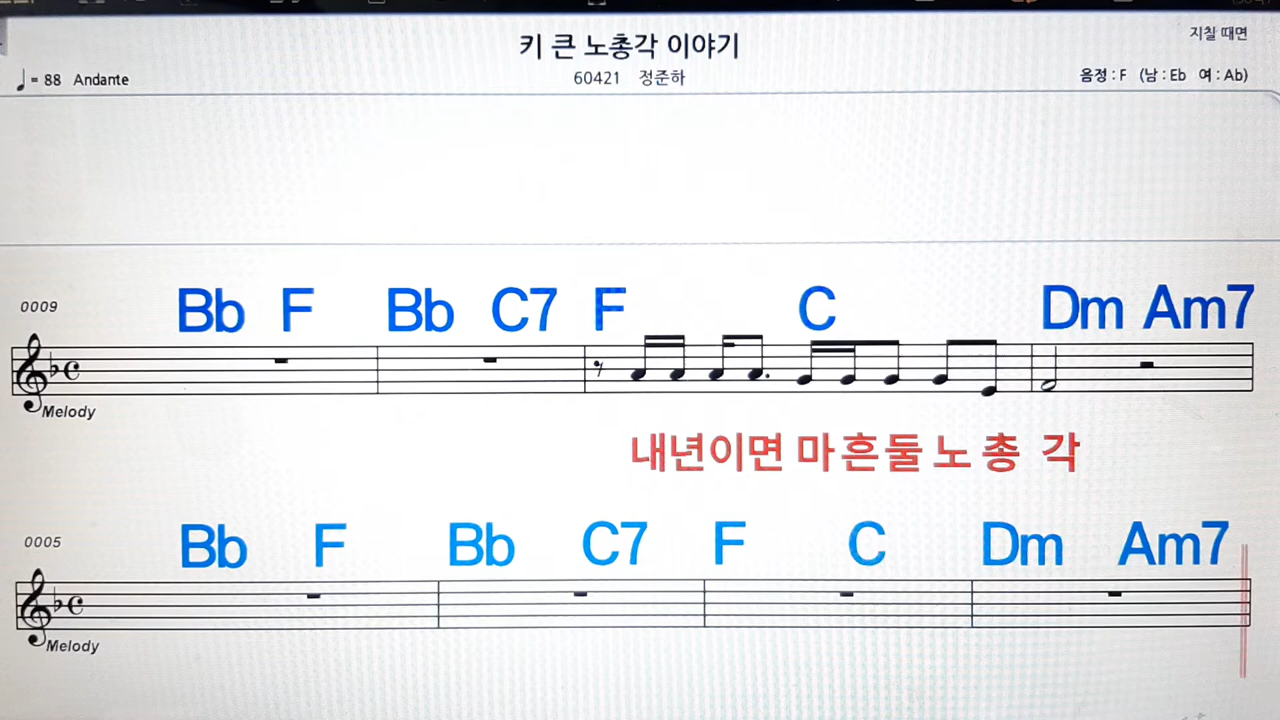 키 큰 노총각 이야기
지칠 때면
♩ = 88 Andante
60421 정준하
음정 : F (남 : Eb 여 : Ab)
0009
Bb F Bb C7 F C Dm Am7
Melody
내년이면 마흔둘 노총각
0005
Bb F Bb C7 F C Dm Am7
Melody